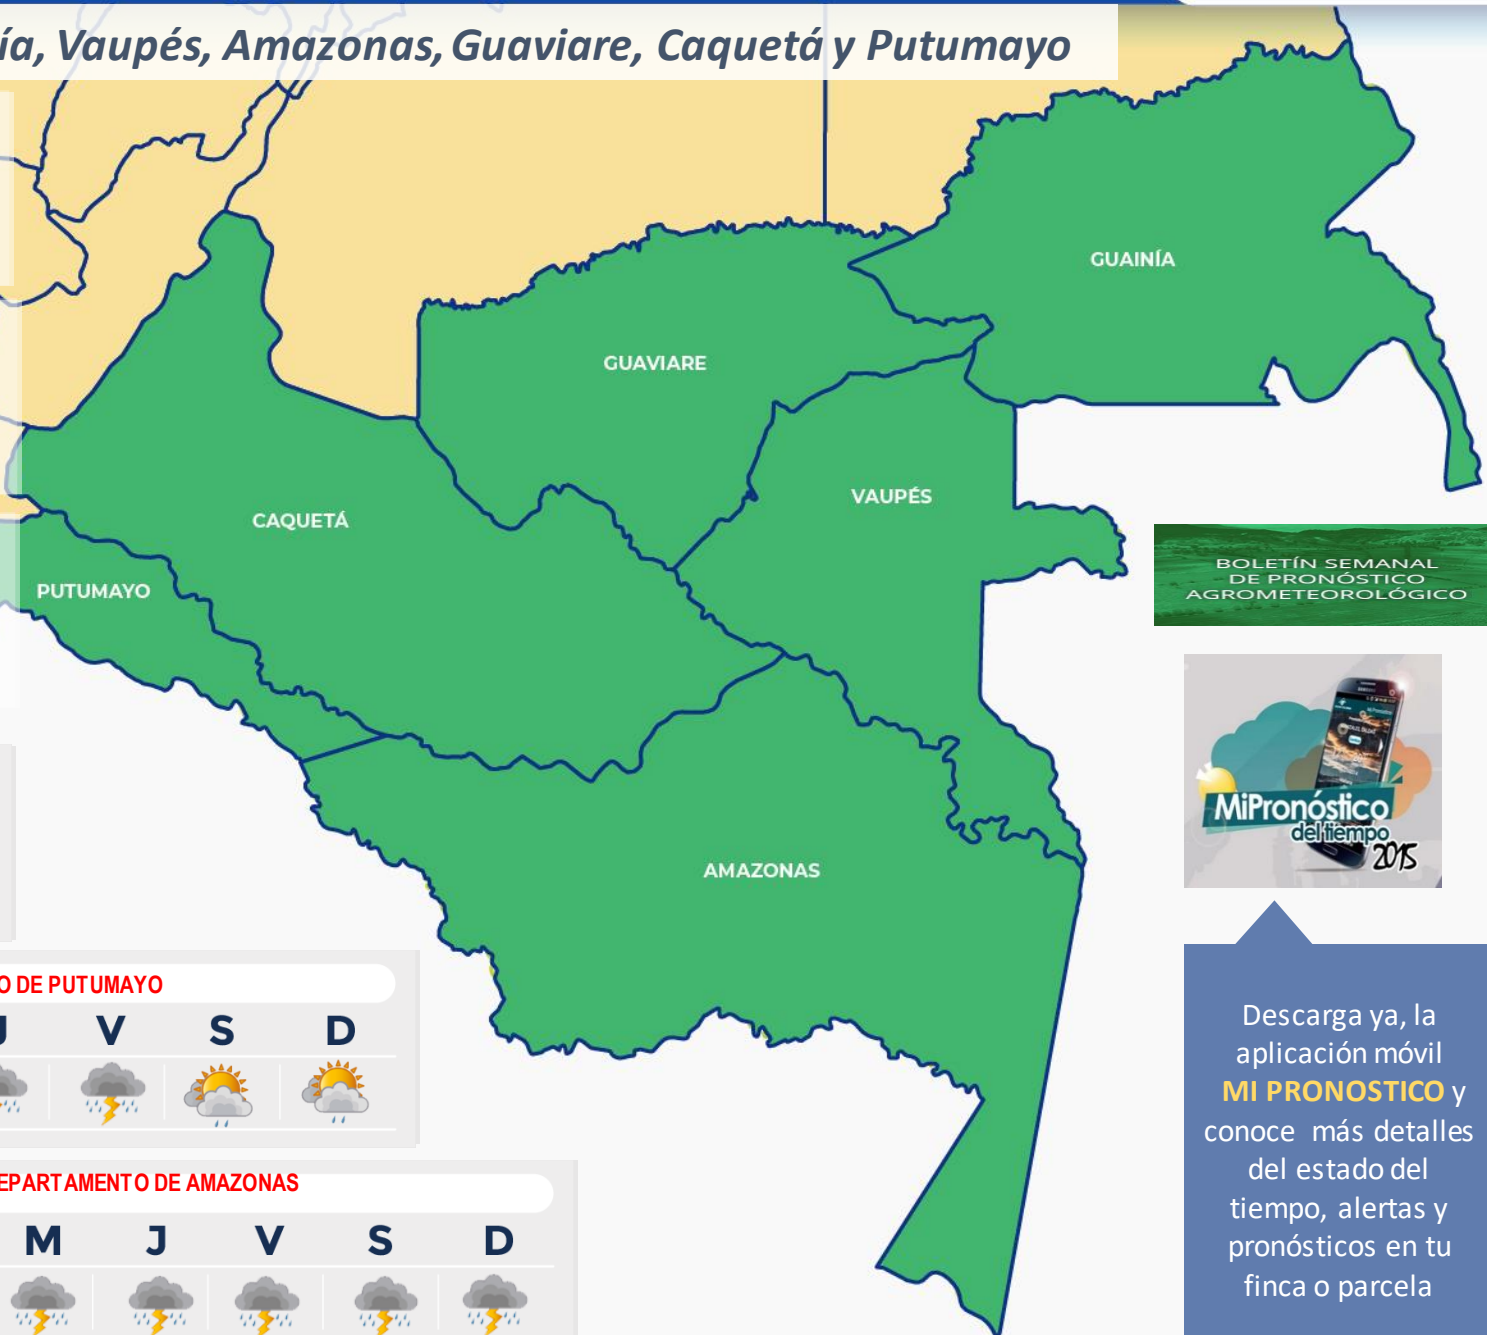 ía, Vaupés, Amazonas, Guaviare, Caquetá y Putumayo
GUAINÍA
GUAVIARE
VAUPÉS
CAQUETÁ
PUTUMAYO
AMAZONAS
BOLETÍN SEMANAL
DE PRONÓSTICO
AGROMETEOROLÓGICO
MiPronóstico
del tiempo
2015
Descarga ya, la
aplicación móvil
MI PRONOSTICO y
conoce más detalles
del estado del
tiempo, alertas y
pronósticos en tu
finca o parcela
O DE PUTUMAYO
J V S D
EPARTAMENTO DE AMAZONAS
M J V S D